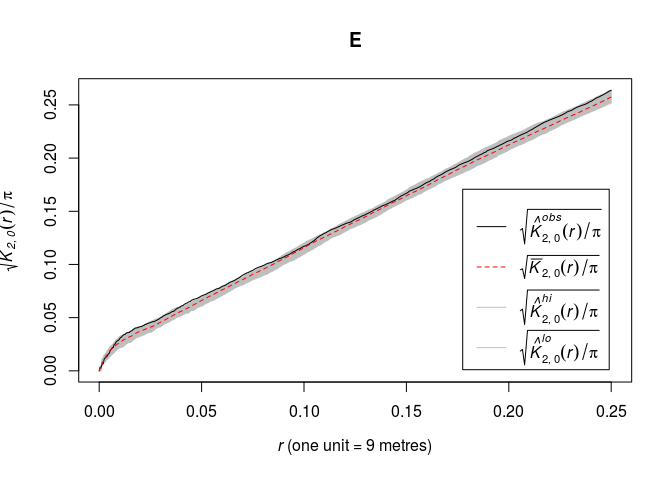 E
√K2, 0(r)/π
0.00 0.05 0.10 0.15 0.20 0.25
√K̂obs2, 0(r)/π
√K̅2, 0(r)/π
√K̂hi2, 0(r)/π
√K̂lo2, 0(r)/π
0.00 0.05 0.10 0.15 0.20 0.25
r (one unit = 9 metres)